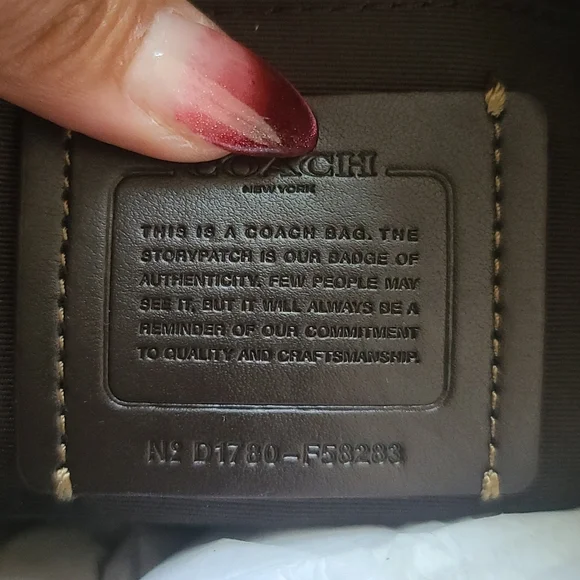 COACH
NEW YORK
THIS IS A COACH BAG. THE
STORYPATCH IS OUR BADGE OF
AUTHENTICITY. FEW PEOPLE MAY
SEE IT, BUT IT WILL ALWAYS BE A
REMINDER OF OUR COMMITMENT
TO QUALITY AND CRAFTSMANSHIP.
Nº D1780-F58283